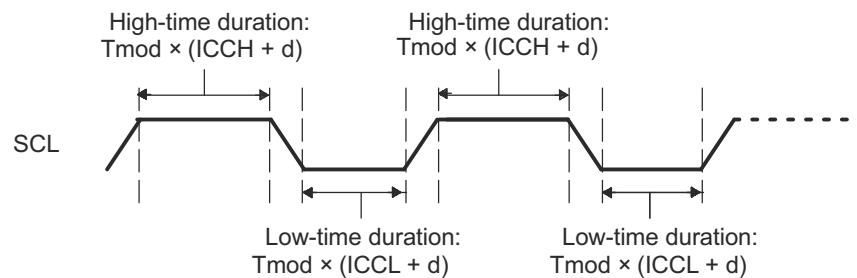 High-time duration:
Tmod × (ICCH + d)
High-time duration:
Tmod × (ICCH + d)
SCL
Low-time duration:
Tmod × (ICCL + d)
Low-time duration:
Tmod × (ICCL + d)